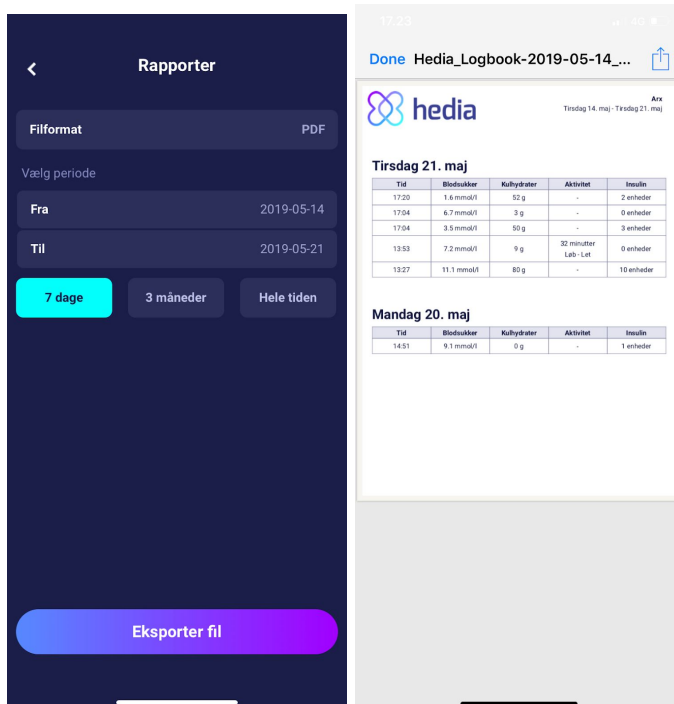 Rapporter
Filformat PDF
Vælg periode
Fra 2019-05-14
Til 2019-05-21
7 dage 3 måneder Hele tiden
Eksporter fil
17.23 4G
Done Hedia_Logbook-2019-05-14_...
hedia
Arx
Tirsdag 14. maj - Tirsdag 21. maj
Tirsdag 21. maj
Tid Blodsukker Kulhydrater Aktivitet Insulin
17:20 1.6 mmol/l 52 g - 2 enheder
17:04 6.7 mmol/l 3 g - 0 enheder
17:04 3.5 mmol/l 50 g - 3 enheder
13:53 7.2 mmol/l 9 g 32 minutter 0 enheder
Løb - Let
13:27 11.1 mmol/l 80 g - 10 enheder
Mandag 20. maj
Tid Blodsukker Kulhydrater Aktivitet Insulin
14:51 9.1 mmol/l 0 g - 1 enheder